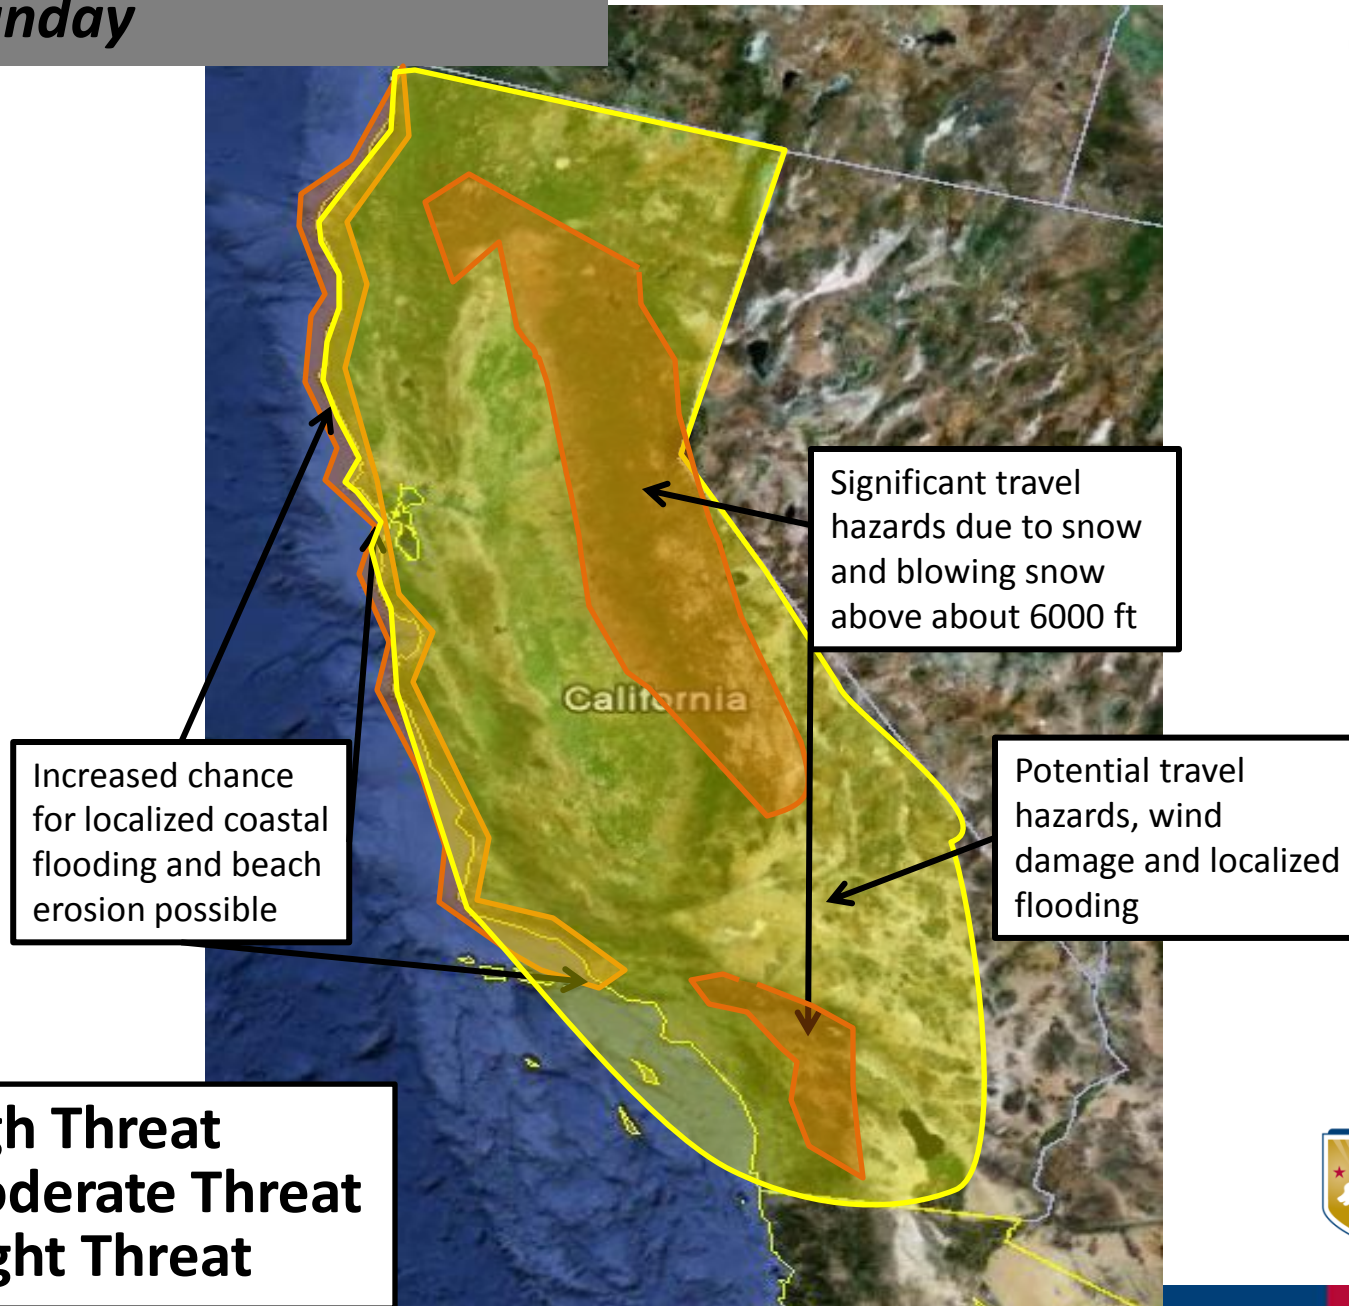 nday
California
Significant travel
hazards due to snow
and blowing snow
above about 6000 ft
Increased chance
for localized coastal
flooding and beach
erosion possible
Potential travel
hazards, wind
damage and localized
flooding
gh Threat
oderate Threat
ght Threat